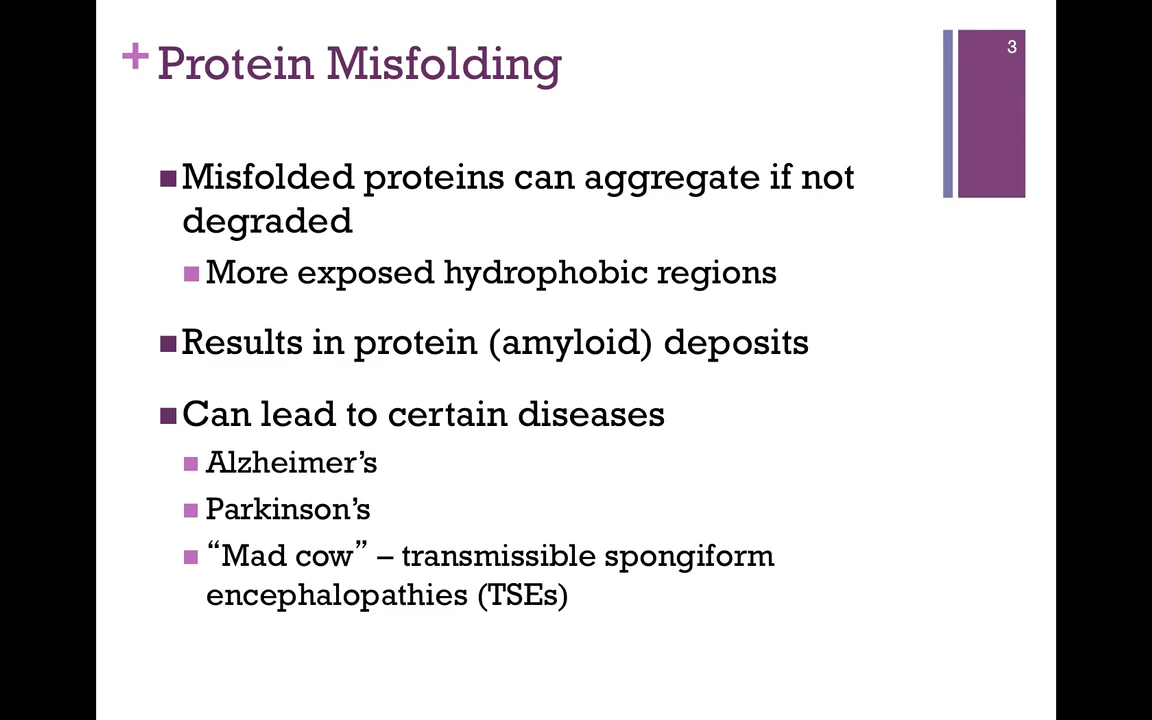 + Protein Misfolding
3
Misfolded proteins can aggregate if not
degraded
More exposed hydrophobic regions
Results in protein (amyloid) deposits
Can lead to certain diseases
Alzheimer’s
Parkinson’s
“Mad cow” – transmissible spongiform
encephalopathies (TSEs)